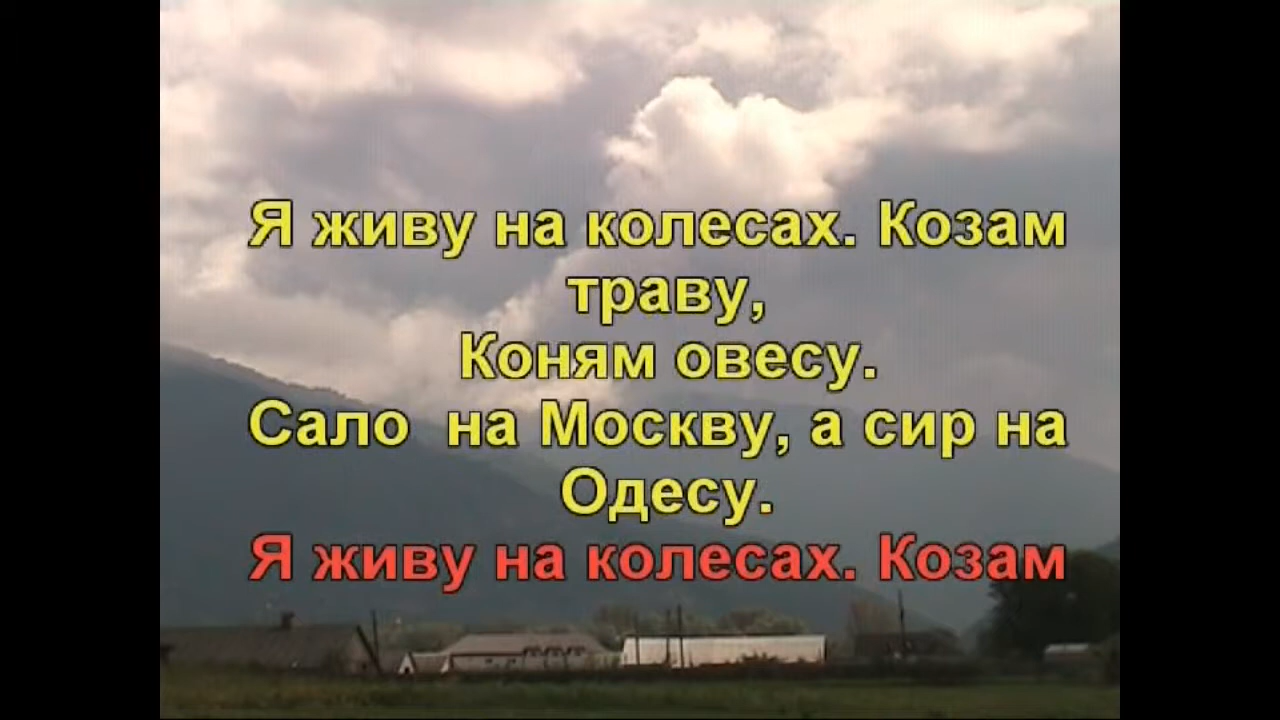 Я живу на колесах. Козам
траву,
Коням овесу.
Сало на Москву, а сир на
Одесу.
Я живу на колесах. Козам